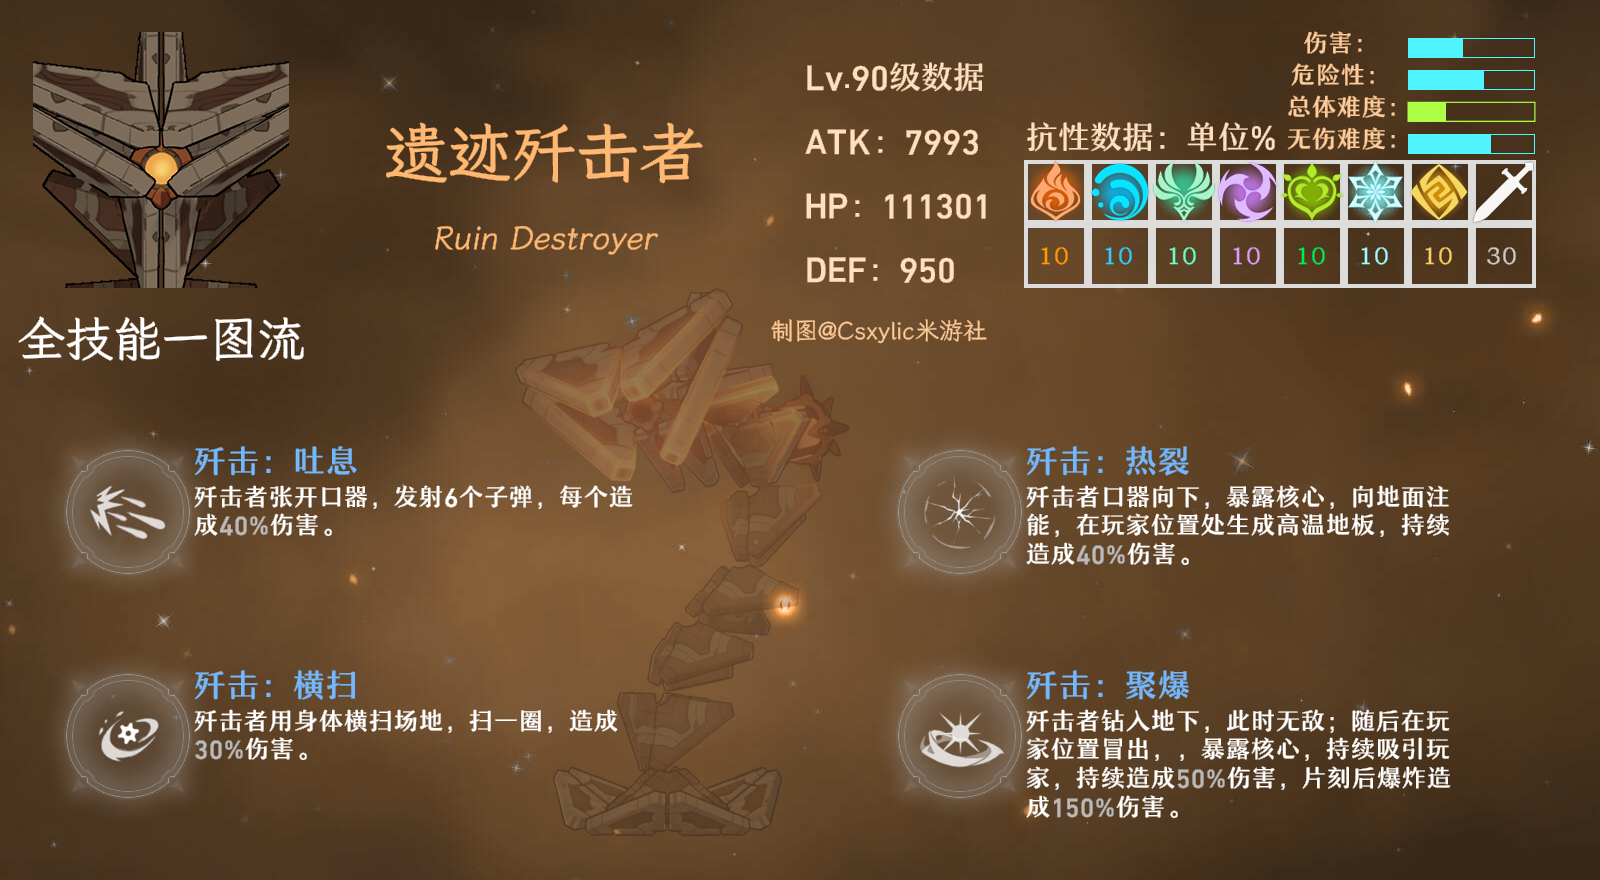 全技能一图流
遗迹歼击者
Ruin Destroyer
Lv.90级数据
ATK：7993
HP：111301
DEF：950
制图@Csxylic米游社
伤害：
危险性：
总体难度：
无伤难度：
抗性数据：单位%
10 10 10 10 10 10 10 30
歼击：吐息
歼击者张开口器，发射6个子弹，每个造
成40%伤害。
歼击：热裂
歼击者口器向下，暴露核心，向地面注
能，在玩家位置处生成高温地板，持续
造成40%伤害。
歼击：横扫
歼击者用身体横扫场地，扫一圈，造成
30%伤害。
歼击：聚爆
歼击者钻入地下，此时无敌；随后在玩
家位置冒出，，暴露核心，持续吸引玩
家，持续造成50%伤害，片刻后爆炸造
成150%伤害。